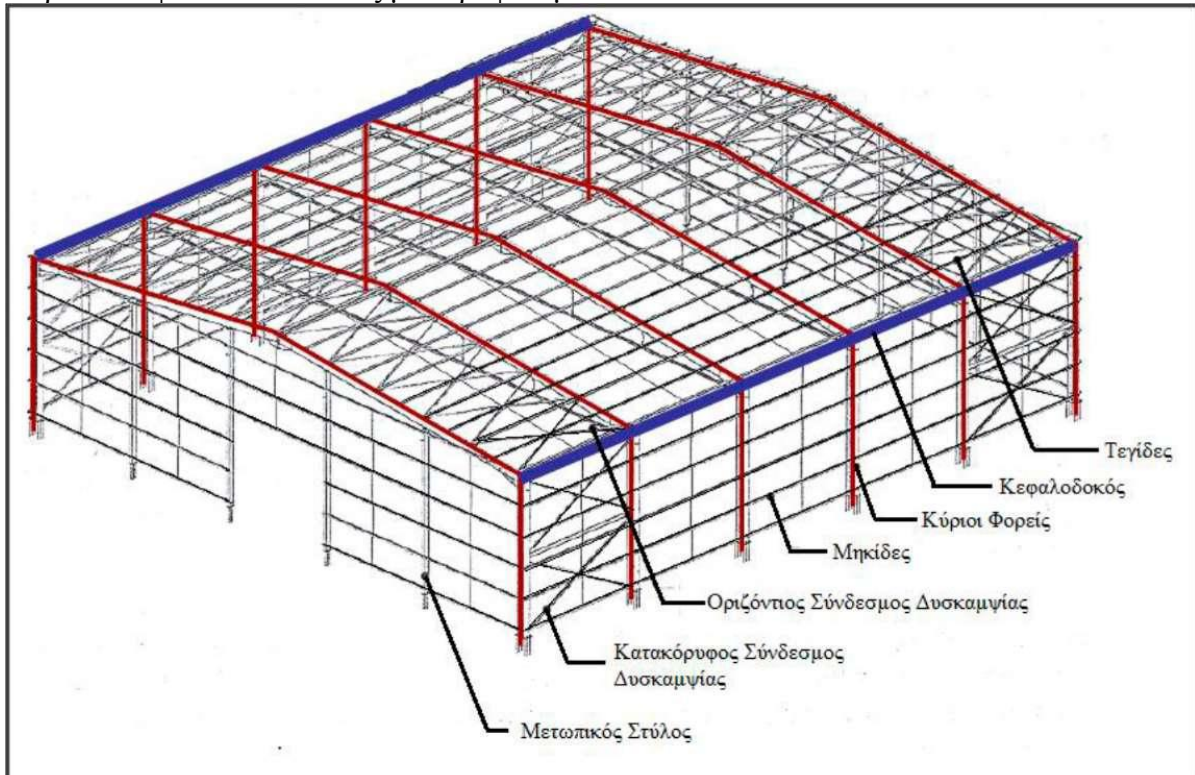 Τεγίδες
Κεφαλοδοκός
Κύριοι Φορείς
Μηκίδες
Οριζόντιος Σύνδεσμος Δυσκαμψίας
Κατακόρυφος Σύνδεσμος
Δυσκαμψίας
Μετωπικός Στύλος